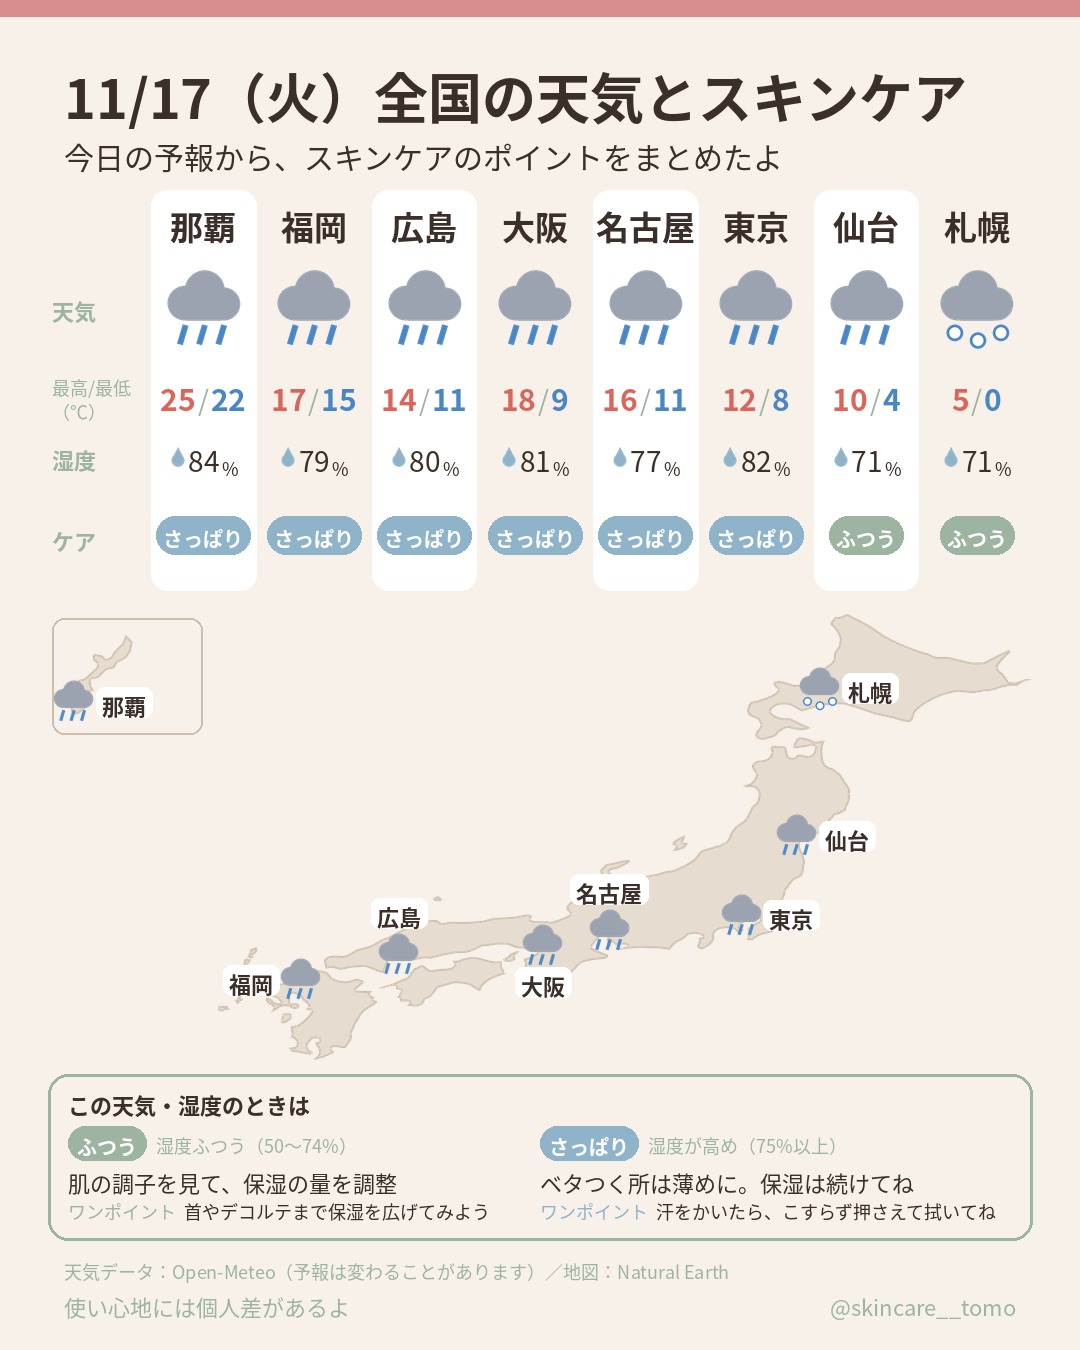 11/17（火）全国の天気とスキンケア
今日の予報から、スキンケアのポイントをまとめたよ
那覇 福岡 広島 大阪 名古屋 東京 仙台 札幌
天気
最高/最低
（℃）
25/22 17/15 14/11 18/9 16/11 12/8 10/4 5/0
湿度 84% 79% 80% 81% 77% 82% 71% 71%
ケア さっぱり さっぱり さっぱり さっぱり さっぱり さっぱり ふつう ふつう
那覇
札幌
仙台
名古屋
広島
東京
福岡
大阪
この天気・湿度のときは
ふつう 湿度ふつう（50〜74%）
肌の調子を見て、保湿の量を調整
ワンポイント 首やデコルテまで保湿を広げてみよう
さっぱり 湿度が高め（75%以上）
ベタつく所は薄めに。保湿は続けてね
ワンポイント 汗をかいたら、こすらず押さえて拭いてね
天気データ：Open-Meteo（予報は変わることがあります）／地図：Natural Earth
使い心地には個人差があるよ
@skincare__tomo